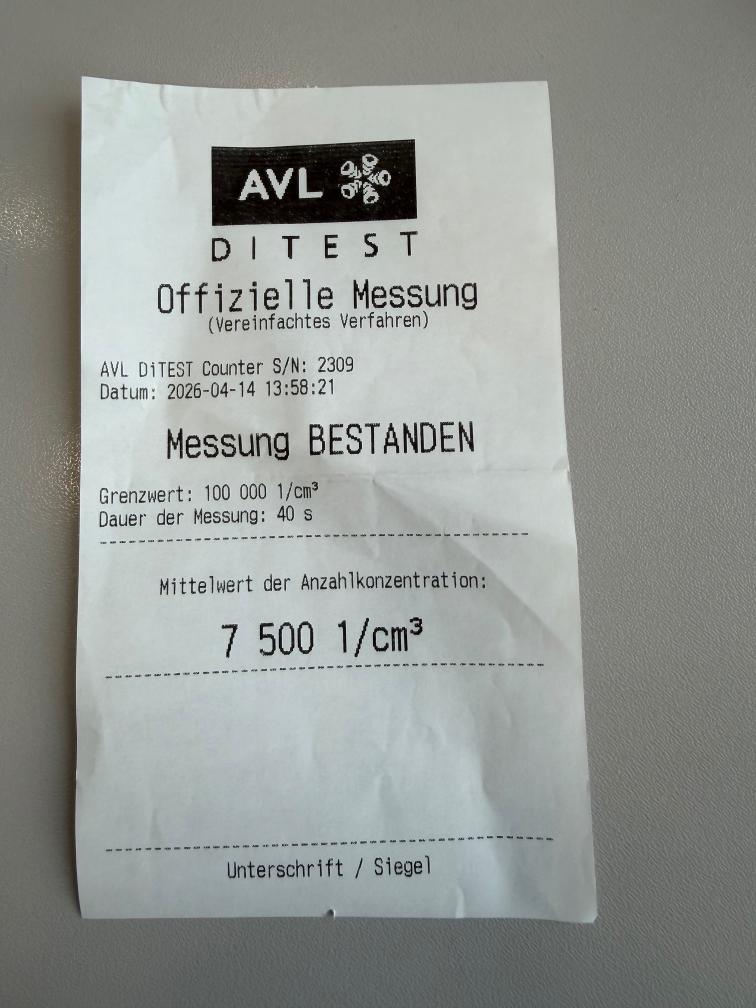 AVL
DITEST
Offizielle Messung
(Vereinfachtes Verfahren)
AVL DiTEST Counter S/N: 2309
Datum: 2026-04-14 13:58:21
Messung BESTANDEN
Grenzwert: 100 000 1/cm³
Dauer der Messung: 40 s
Mittelwert der Anzahlkonzentration:
7 500 1/cm³
Unterschrift / Siegel